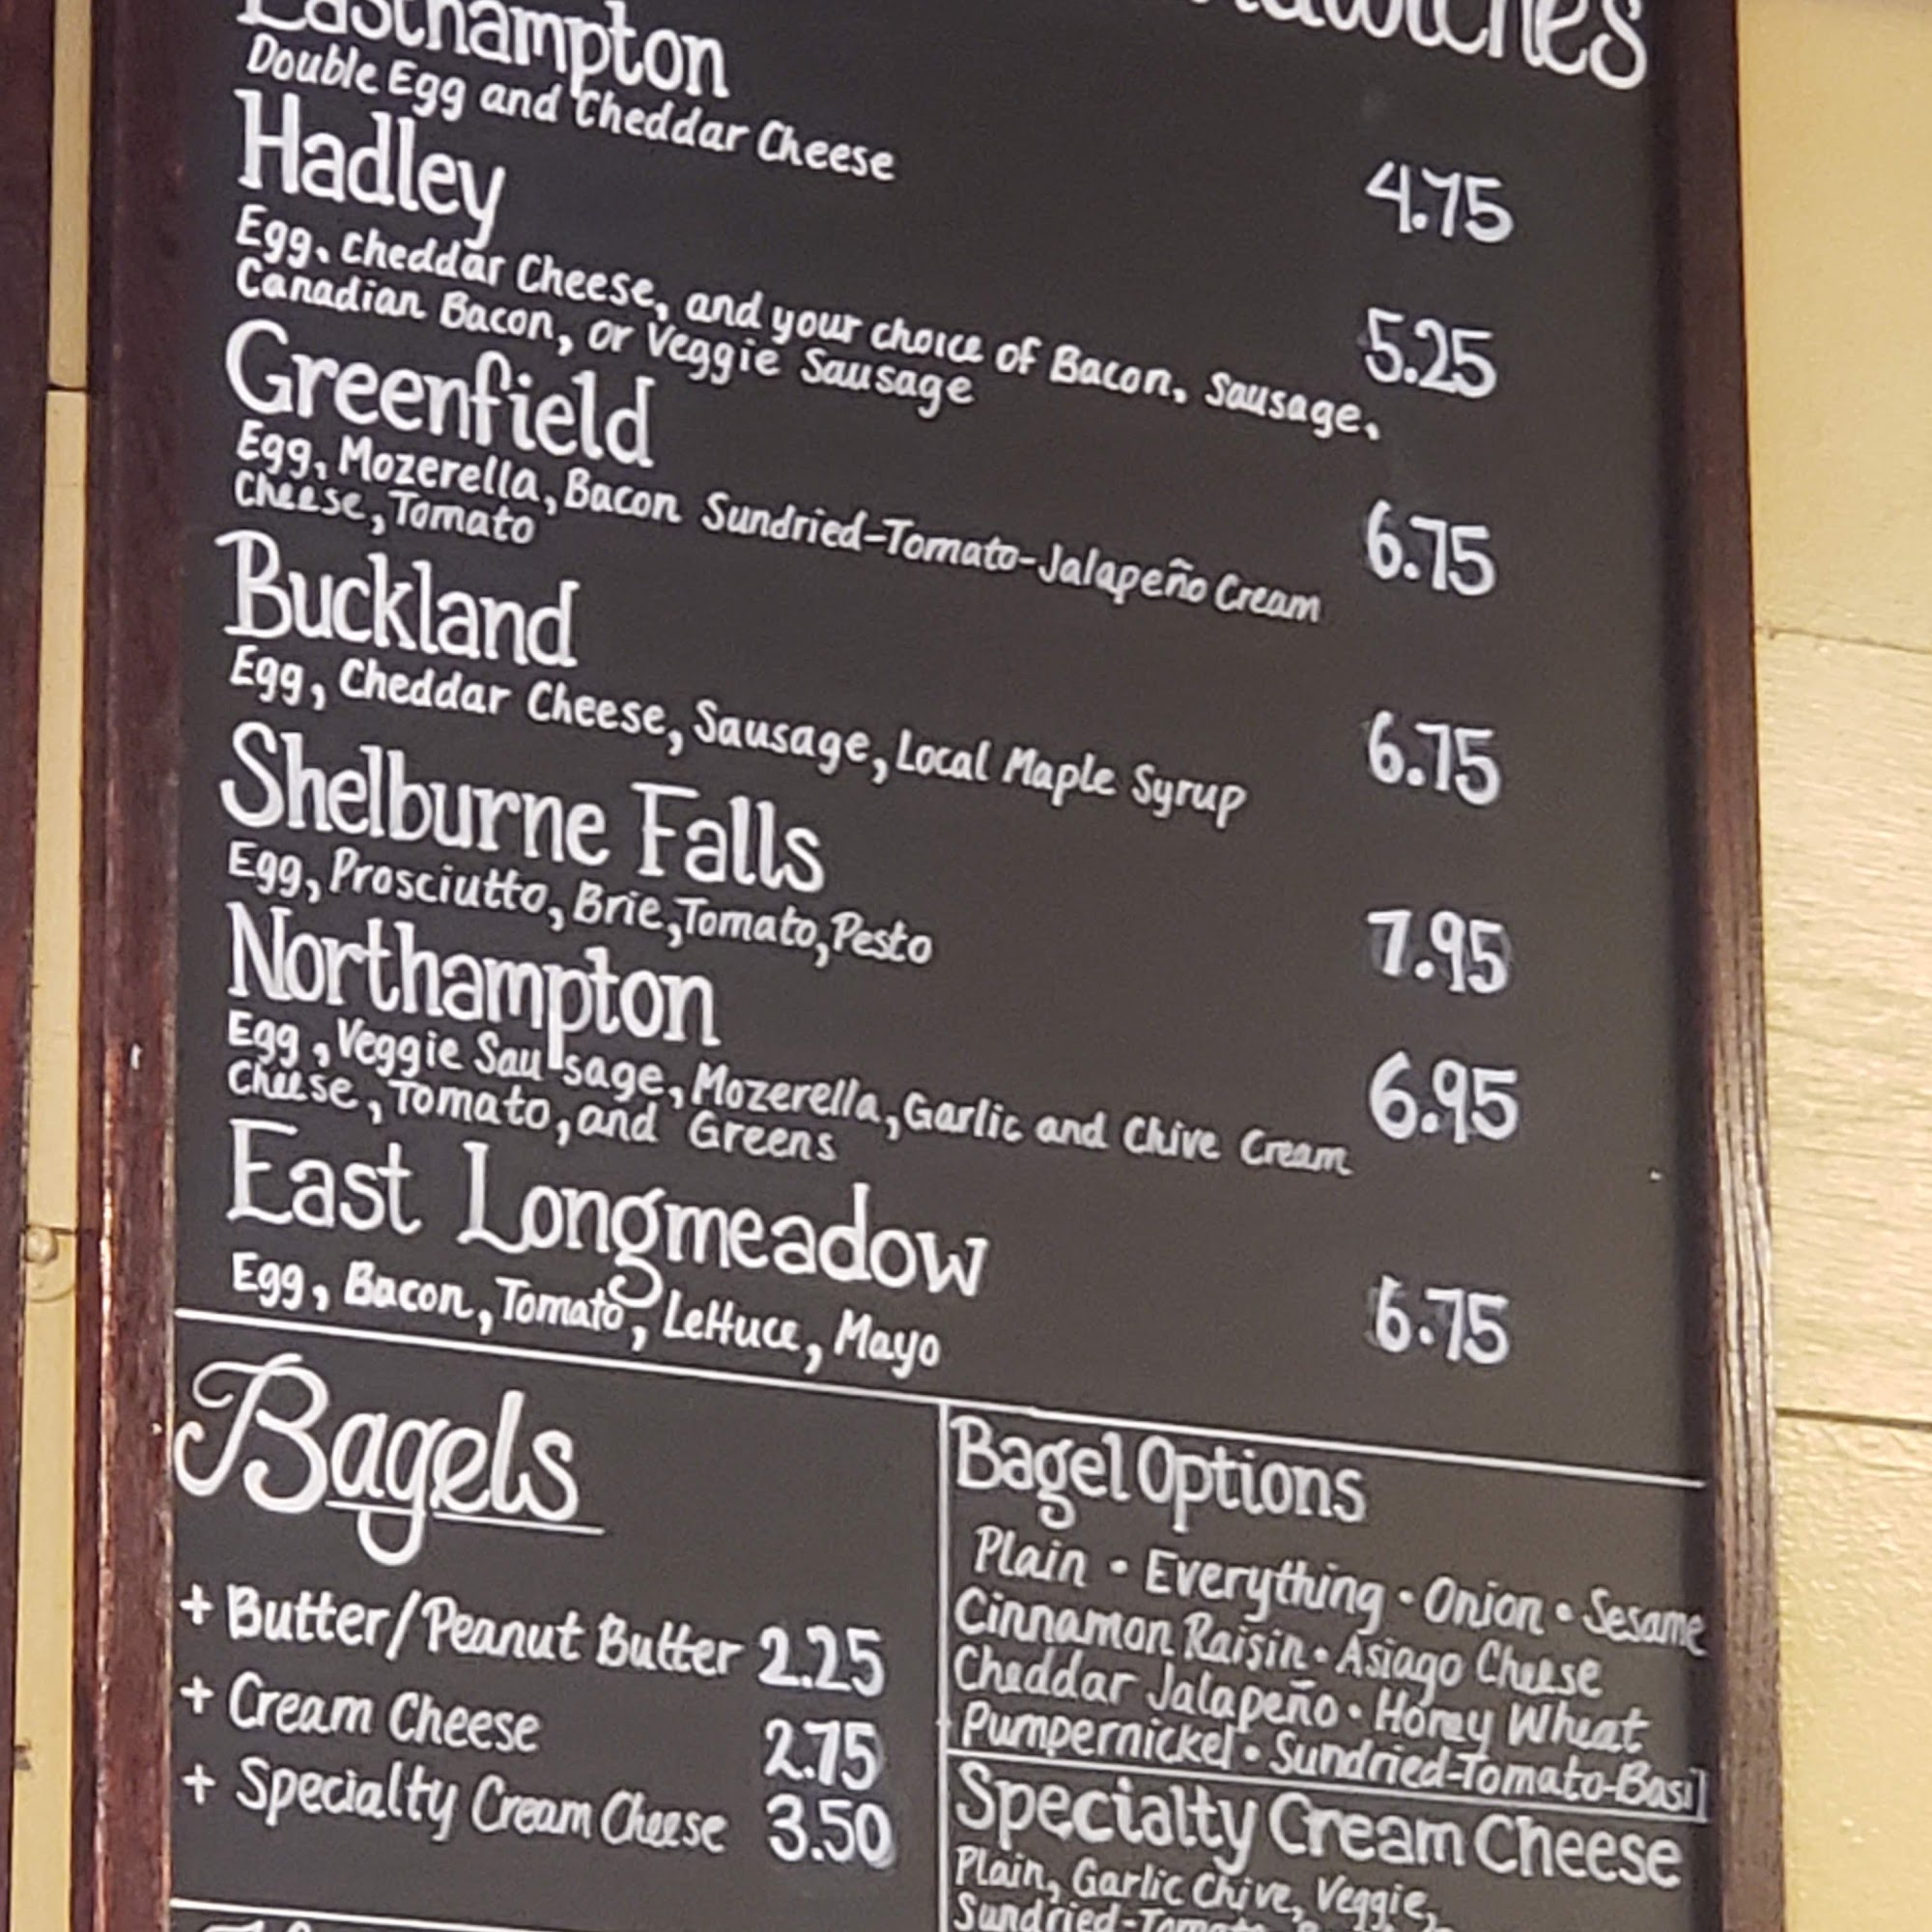 Easthampton
Double Egg and Cheddar Cheese 4.75
Hadley
Egg, Cheddar Cheese, and your choice of Bacon, Sausage, 5.25
Canadian Bacon, or Veggie Sausage
Greenfield
Egg, Mozerella, Bacon Sundried-Tomato-Jalapeño Cream 6.75
Cheese, Tomato
Buckland
Egg, Cheddar Cheese, Sausage, Local Maple Syrup 6.75
Shelburne Falls
Egg, Prosciutto, Brie, Tomato, Pesto 7.95
Northampton
Egg, Veggie Sausage, Mozerella, Garlic and Chive Cream 6.95
Cheese, Tomato, and Greens
East Longmeadow
Egg, Bacon, Tomato, Lettuce, Mayo 6.75
Bagels
+ Butter/Peanut Butter 2.25
+ Cream Cheese 2.75
+ Specialty Cream Cheese 3.50
Bagel Options
Plain • Everything • Onion • Sesame
Cinnamon Raisin • Asiago Cheese
Cheddar Jalapeño • Honey Wheat
Pumpernickel • Sundried-Tomato-Basil
Specialty Cream Cheese
Plain, Garlic Chive, Veggie,
Sundried-Tomato